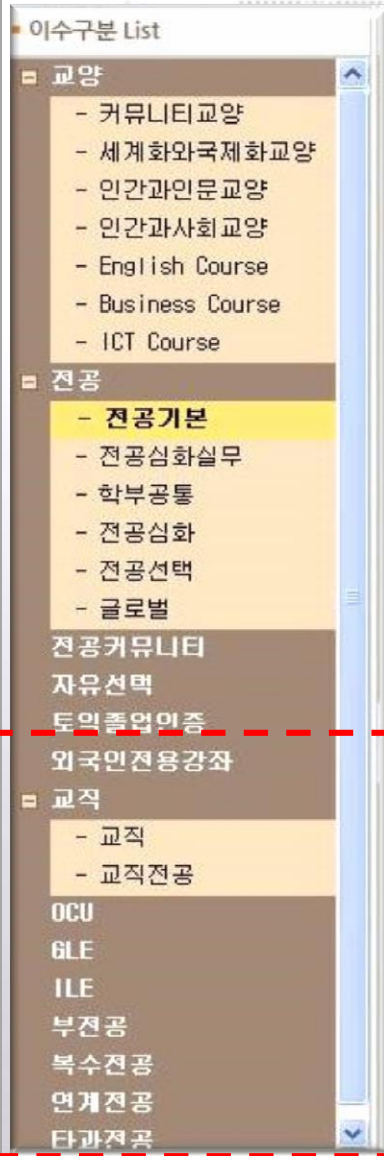 이수구분 List
교양
- 커뮤니티교양
- 세계화와국제화교양
- 인간과인문교양
- 인간과사회교양
- English Course
- Business Course
- ICT Course
전공
- 전공기본
- 전공심화실무
- 학부공통
- 전공심화
- 전공선택
- 글로벌
전공커뮤니티
자유선택
토익졸업인증
외국인전용강좌
교직
- 교직
- 교직전공
OCU
GLE
ILE
부전공
복수전공
연계전공
타과전공